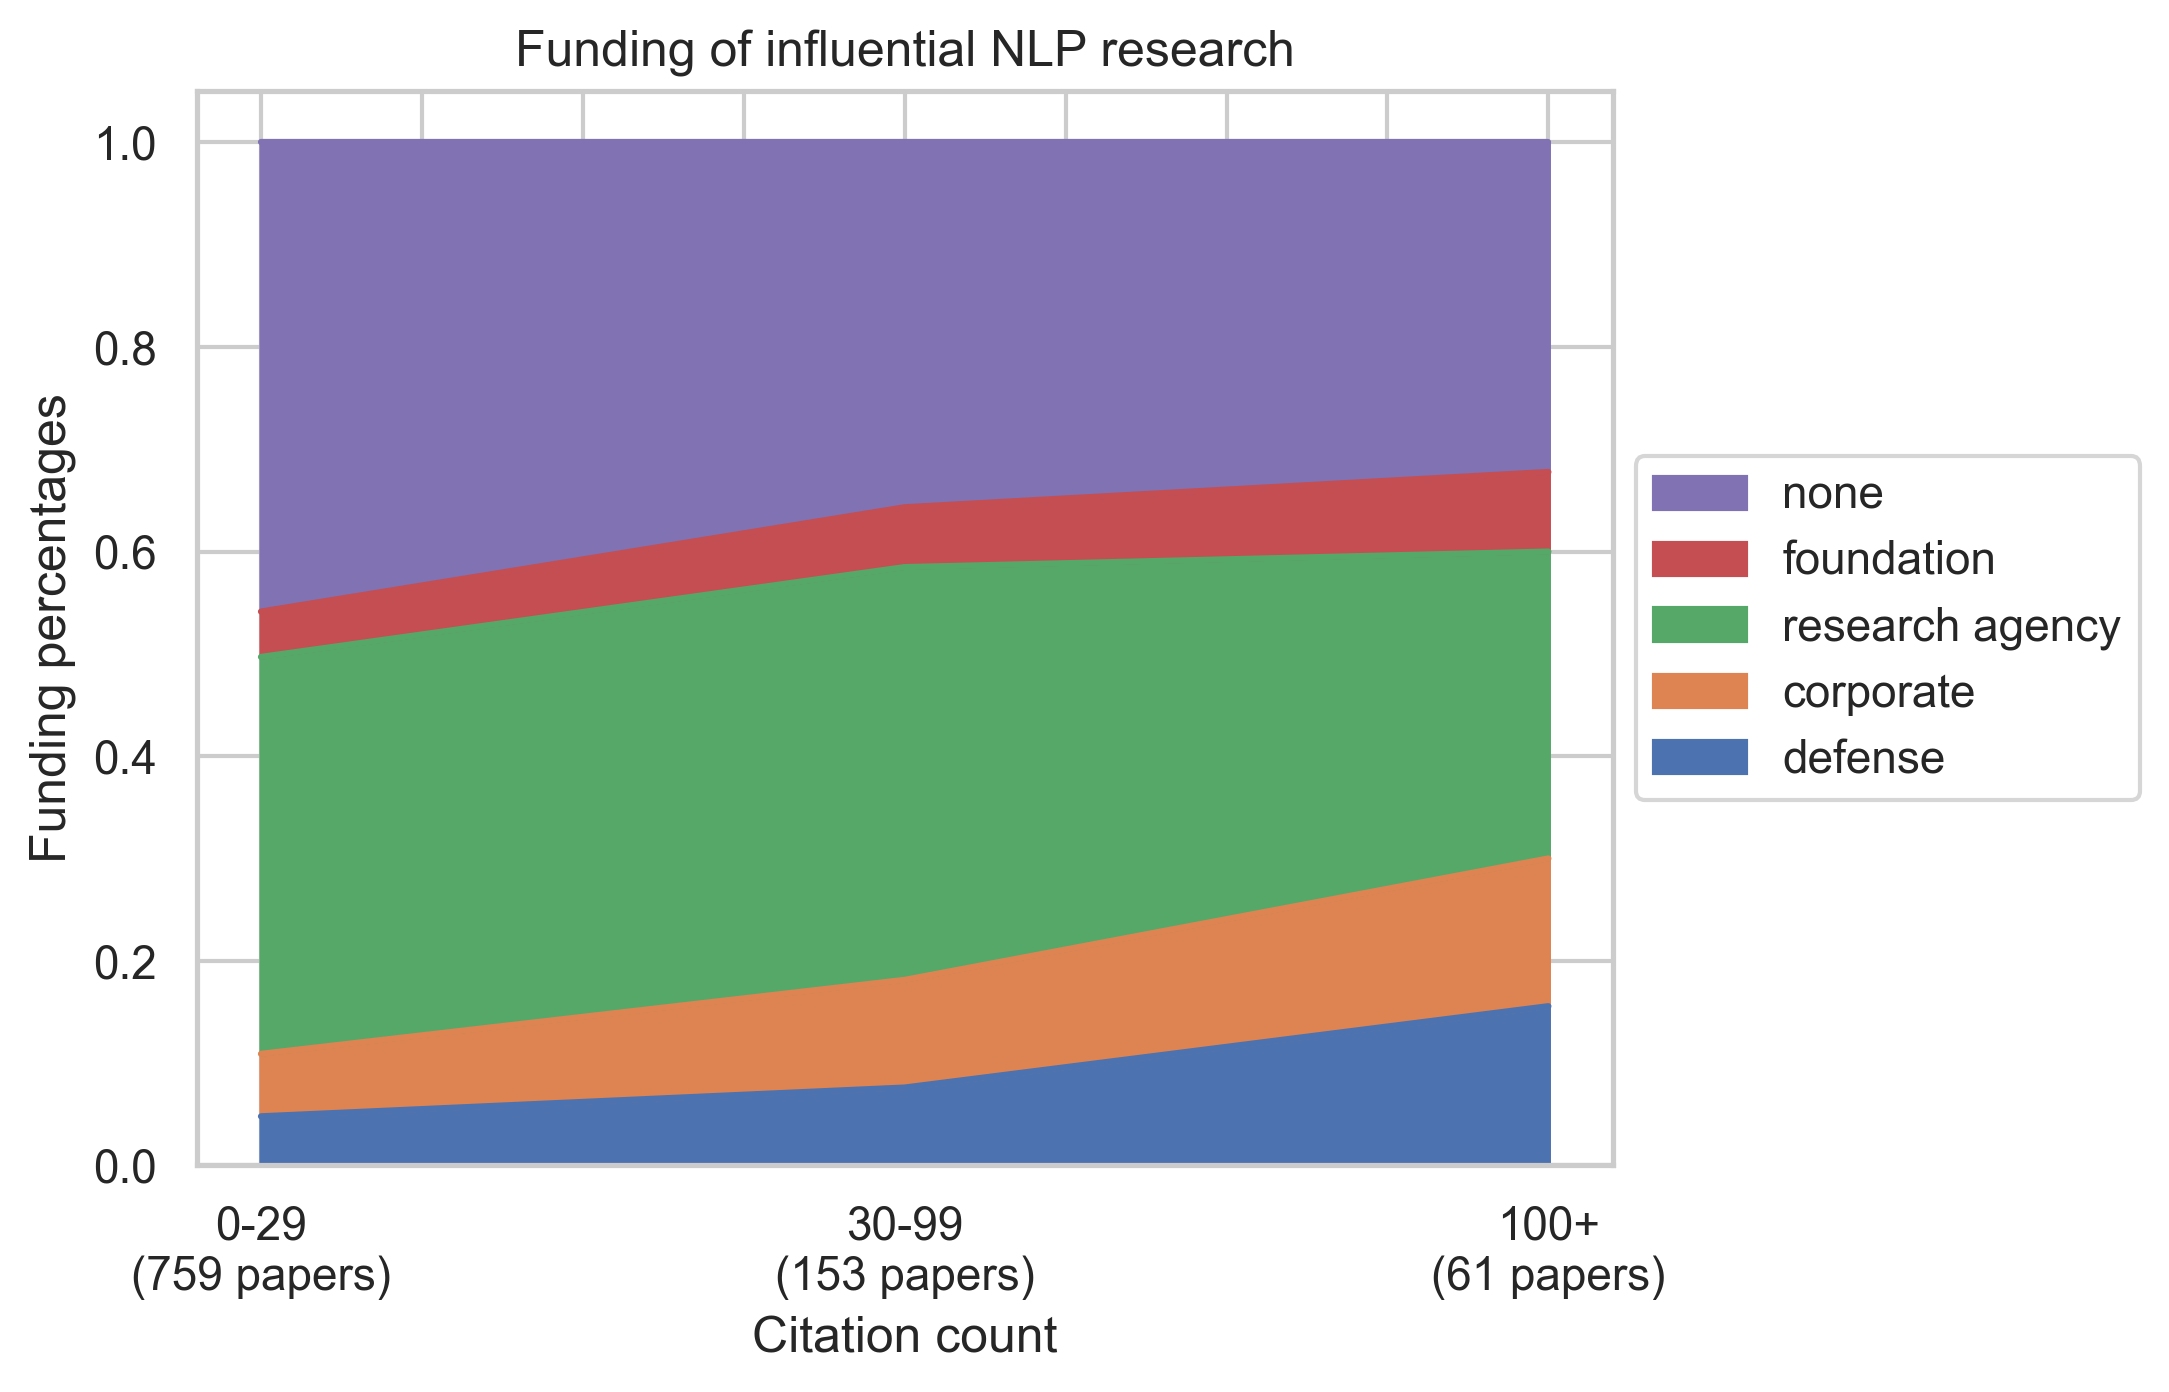 Funding of influential NLP research
Funding percentages
1.0
0.8
0.6
0.4
0.2
0.0
0-29
(759 papers)
30-99
(153 papers)
100+
(61 papers)
Citation count
none
foundation
research agency
corporate
defense